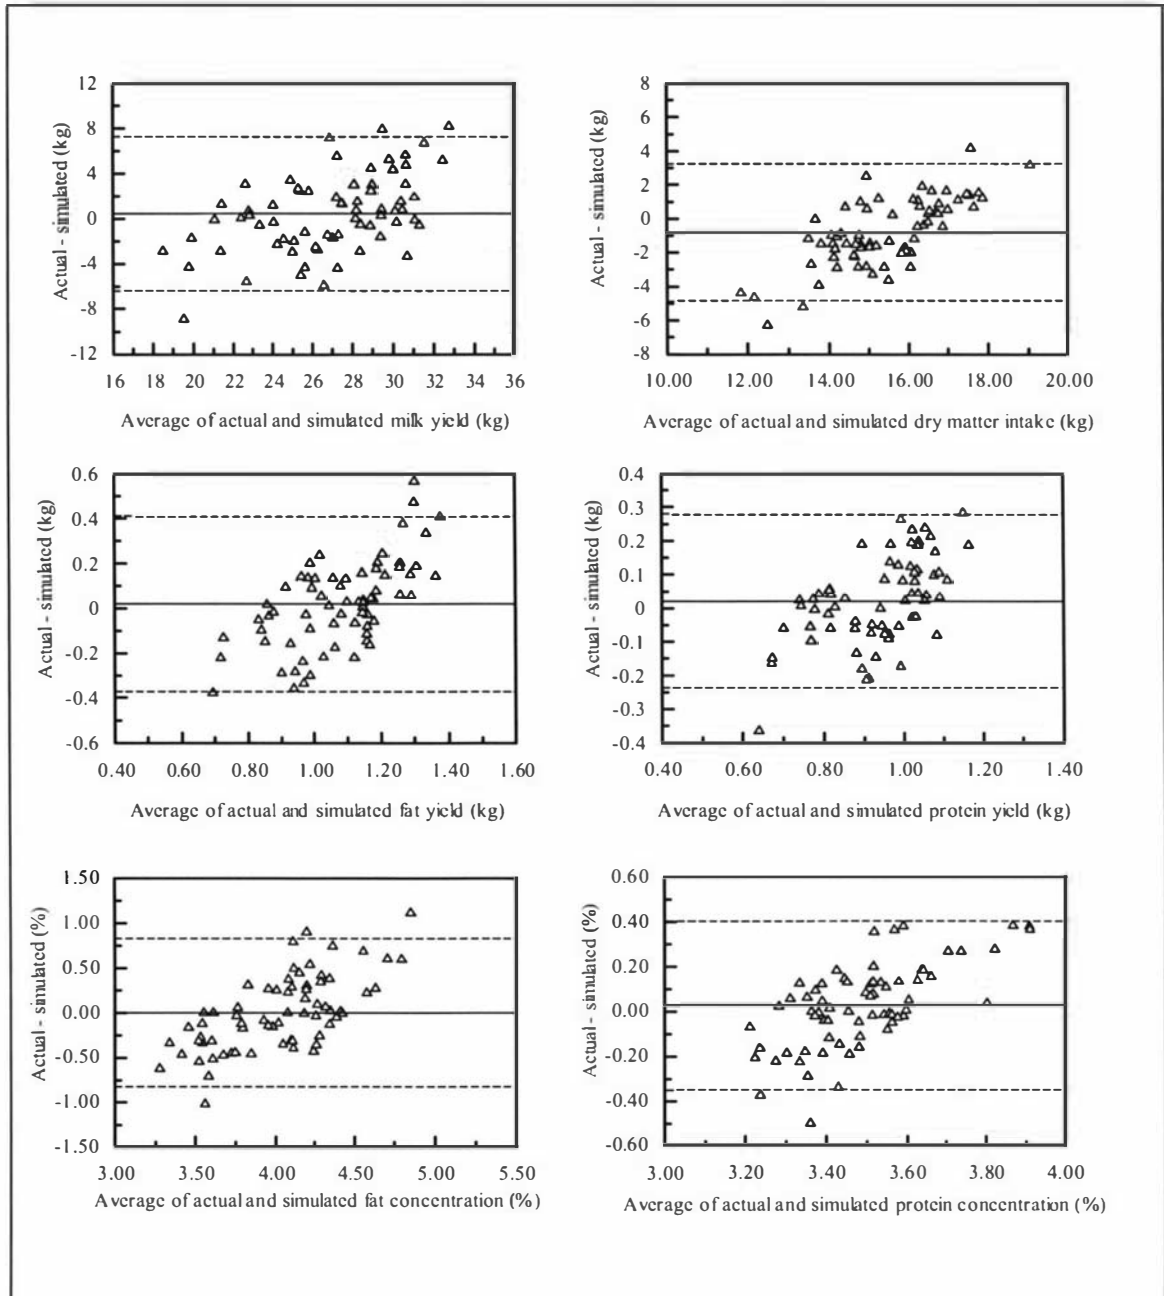 12
8
4
0
-4
-8
-12
Actual - simulated (kg)
16 18 20 22 24 26 28 30 32 34 36
Average of actual and simulated milk yield (kg)
8
6
4
2
0
-2
-4
-6
-8
Actual - simulated (kg)
10.00 12.00 14.00 16.00 18.00 20.00
Average of actual and simulated dry matter intake (kg)
0.6
0.4
0.2
0
-0.2
-0.4
-0.6
Actual - simulated (kg)
0.40 0.60 0.80 1.00 1.20 1.40 1.60
Average of actual and simulated fat yield (kg)
0.4
0.3
0.2
0.1
0
-0.1
-0.2
-0.3
-0.4
Actual - simulated (kg)
0.40 0.60 0.80 1.00 1.20 1.40
Average of actual and simulated protein yield (kg)
1.50
1.00
0.50
0.00
-0.50
-1.00
-1.50
Actual - simulated (%)
3.00 3.50 4.00 4.50 5.00 5.50
Average of actual and simulated fat concentration (%)
0.60
0.40
0.20
0.00
-0.20
-0.40
-0.60
Actual - simulated (%)
3.00 3.20 3.40 3.60 3.80 4.00
Average of actual and simulated protein concentration (%)